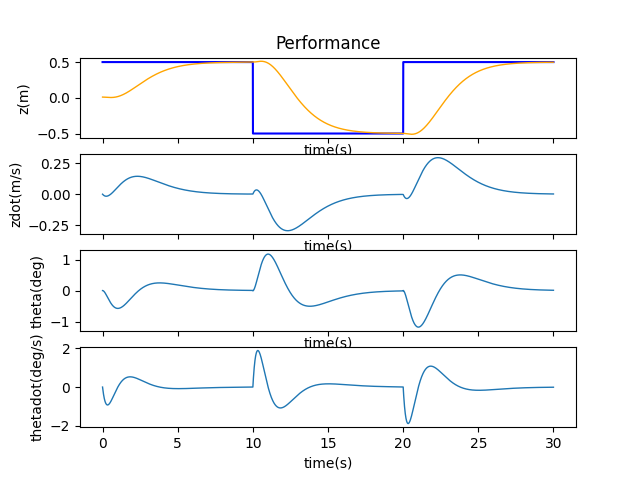 Performance
0.5
0.0
−0.5
z(m)
time(s)
0.25
0.00
−0.25
zdot(m/s)
time(s)
1
0
−1
theta(deg)
time(s)
2
0
−2
thetadot(deg/s)
0 5 10 15 20 25 30
time(s)